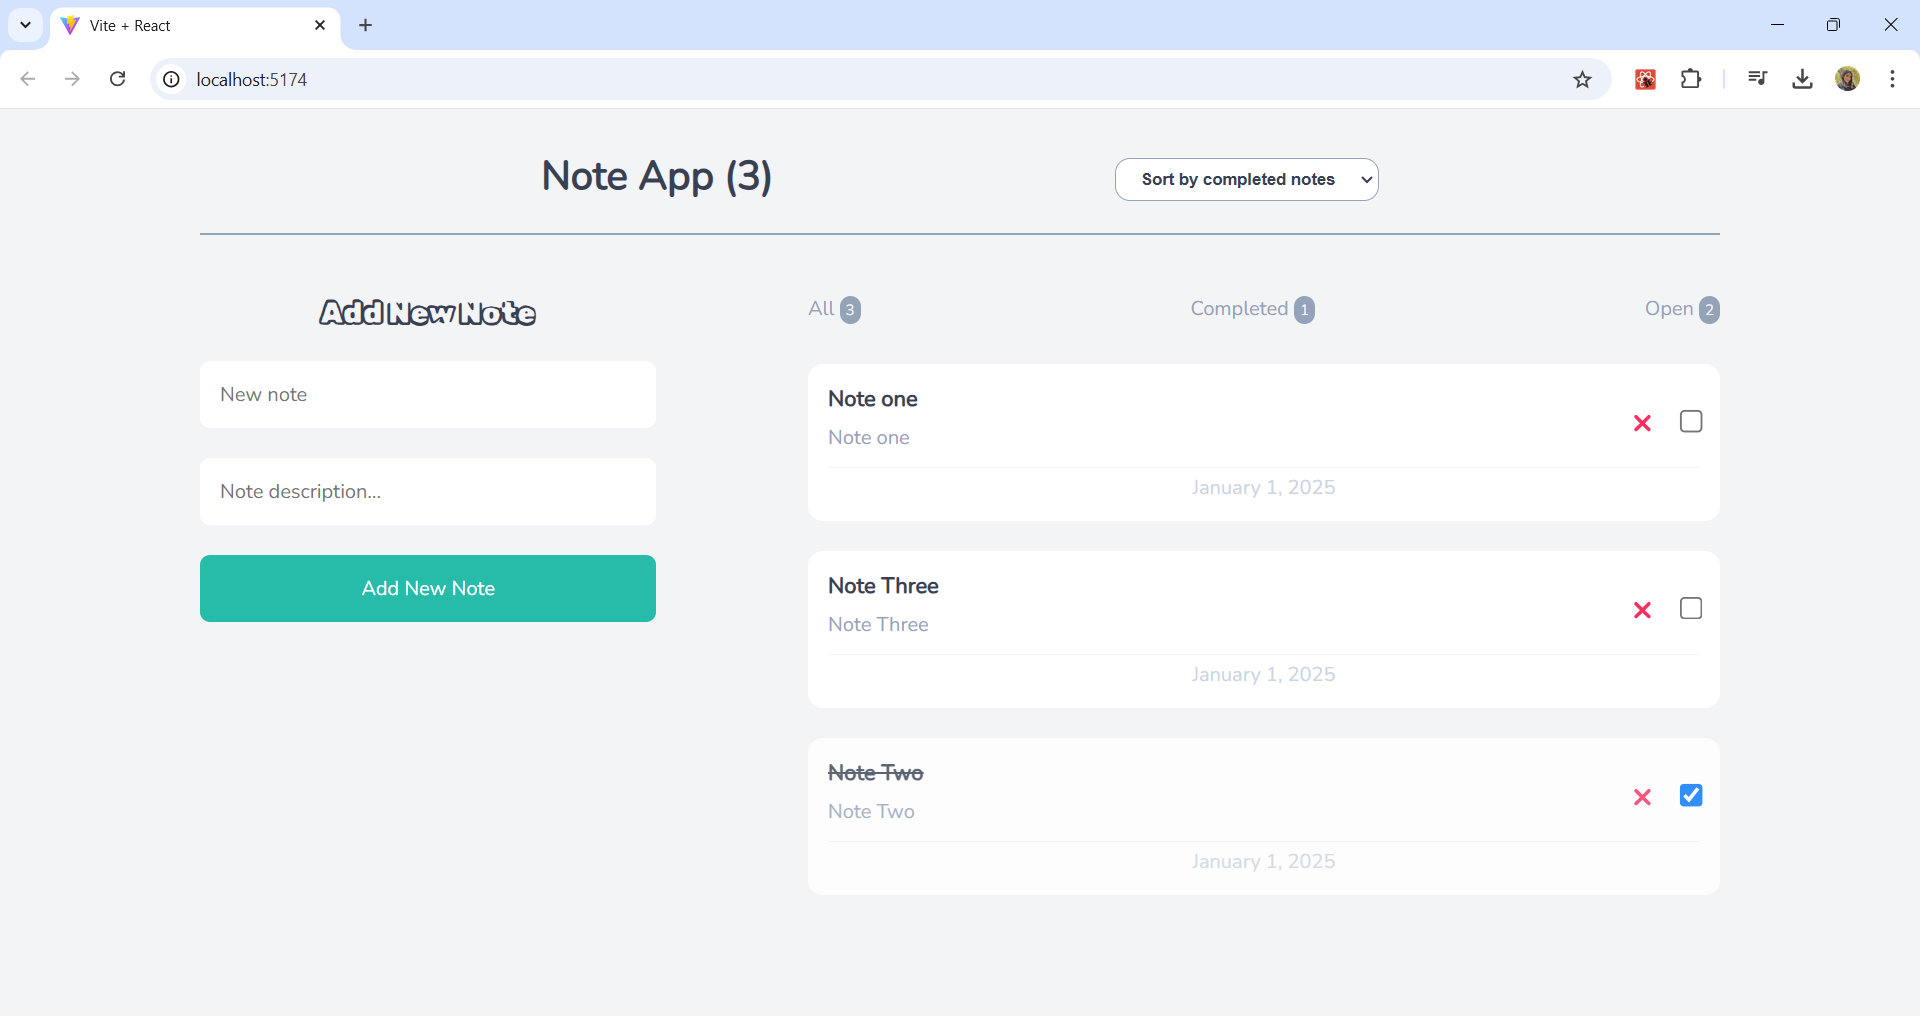 Vite + React
localhost:5174
Note App (3)
Sort by completed notes
Add New Note
New note
Note description...
Add New Note
All 3
Completed 1
Open 2
Note one
Note one
January 1, 2025
Note Three
Note Three
January 1, 2025
Note Two
Note Two
January 1, 2025